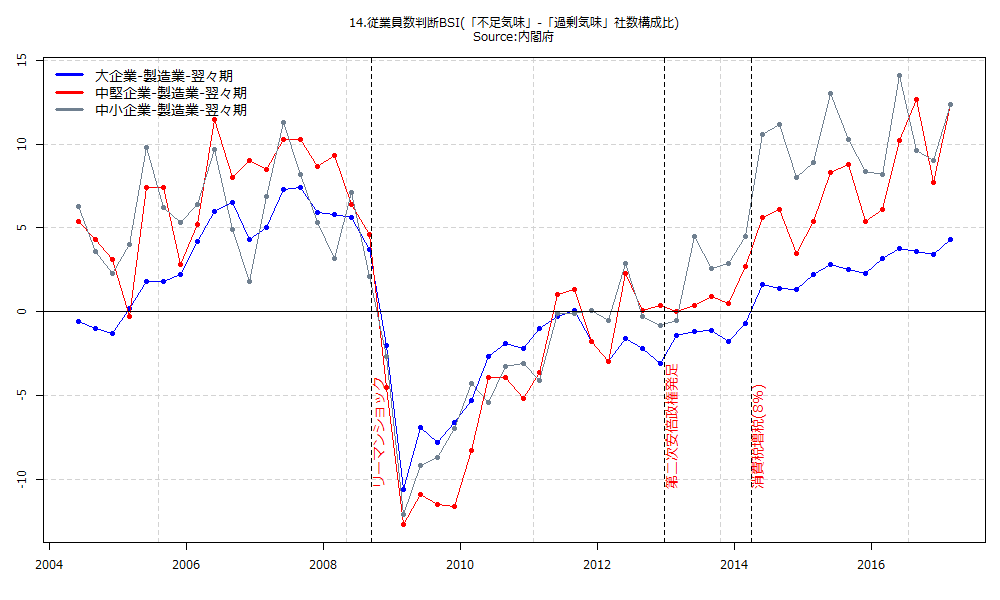 14.従業員数判断BSI(「不足気味」-「過剰気味」社数構成比)
Source:内閣府
大企業-製造業-翌々期
中堅企業-製造業-翌々期
中小企業-製造業-翌々期
15
10
5
0
-5
-10
リーマンショック
第二次安倍政権発足
消費税増税(8%)
2004
2006
2008
2010
2012
2014
2016